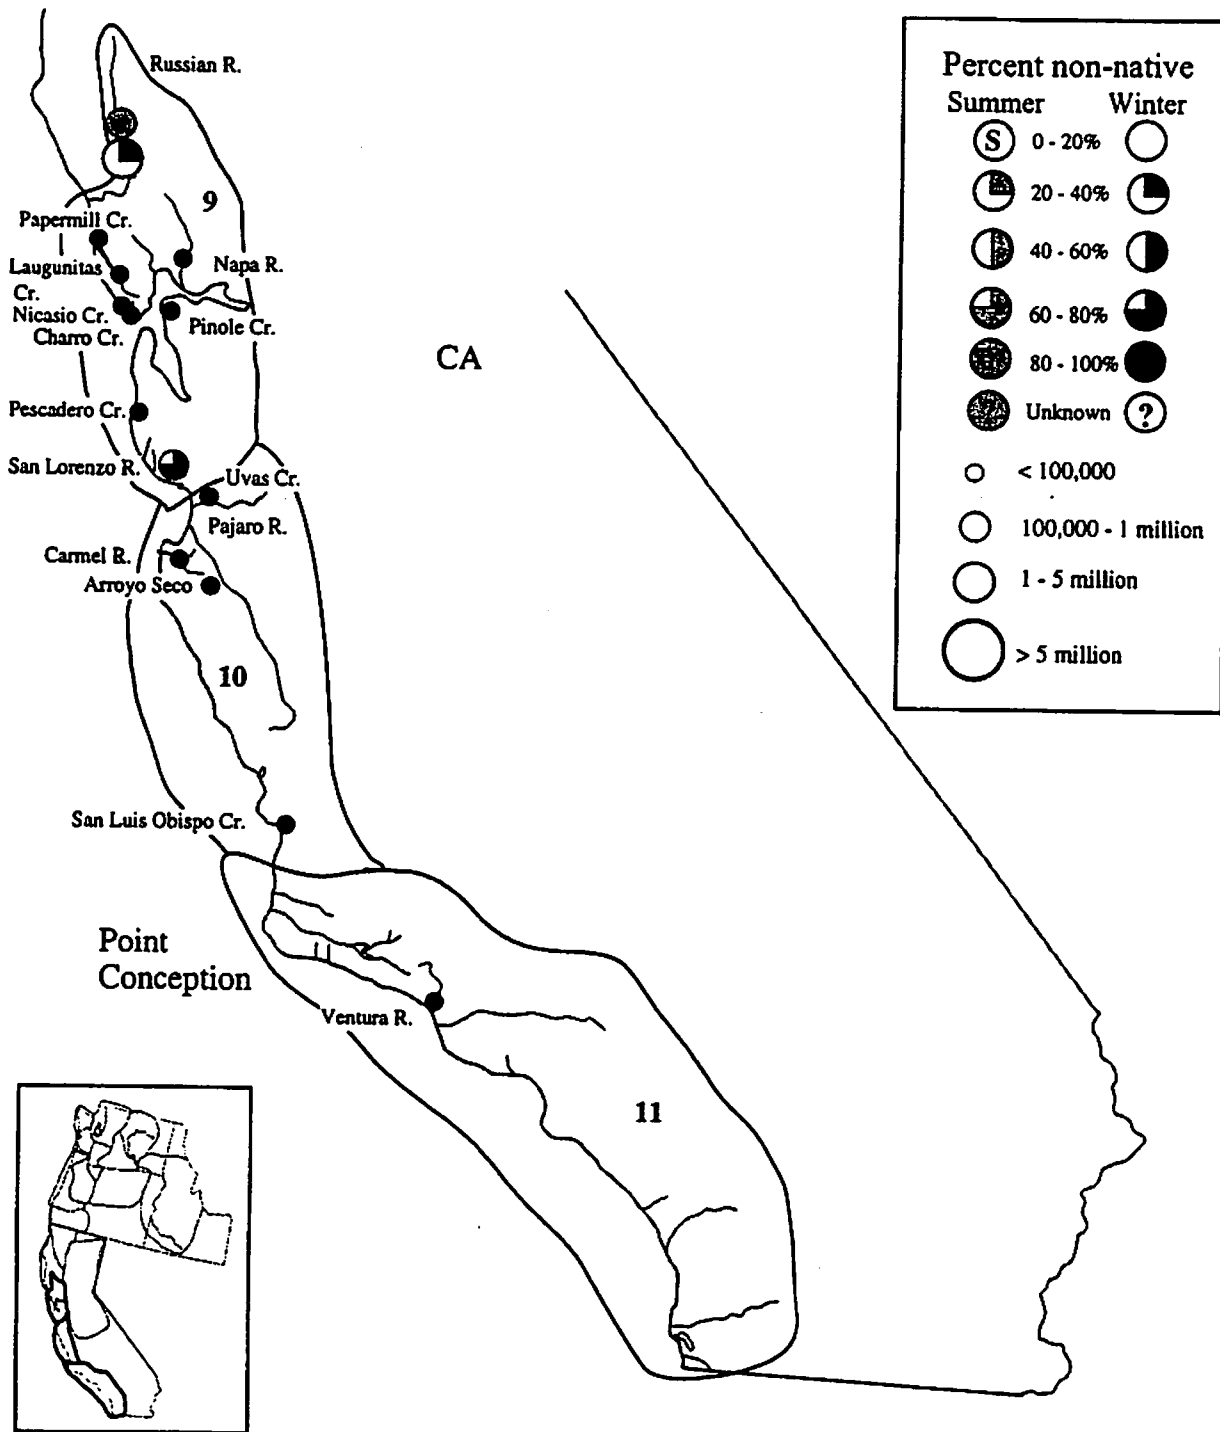 Russian R.
9
Papermill Cr.
Laugunitas
Cr.
Napa R.
Nicasio Cr.
Pinole Cr.
Charro Cr.
CA
Pescadero Cr.
San Lorenzo R.
Uvas Cr.
Pajaro R.
Carmel R.
Arroyo Seco
10
San Luis Obispo Cr.
Point
Conception
Ventura R.
11
Percent non-native
Summer Winter
S 0 - 20%
20 - 40%
40 - 60%
60 - 80%
80 - 100%
? Unknown ?
< 100,000
100,000 - 1 million
1 - 5 million
> 5 million